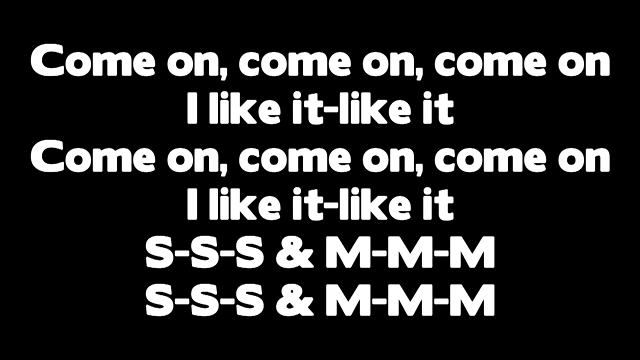 Come on, come on, come on
I like it-like it
Come on, come on, come on
I like it-like it
S-S-S & M-M-M
S-S-S & M-M-M